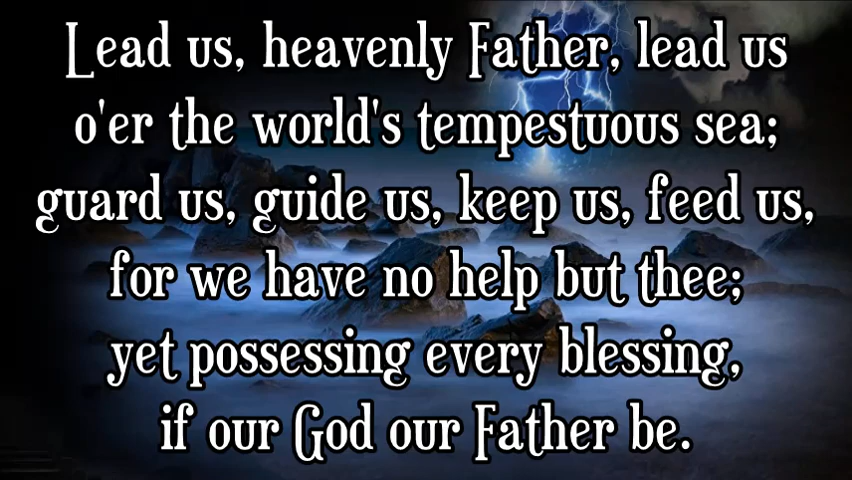 Lead us, heavenly Father, lead us
o'er the world's tempestuous sea;
guard us, guide us, keep us, feed us,
for we have no help but thee;
yet possessing every blessing,
if our God our Father be.